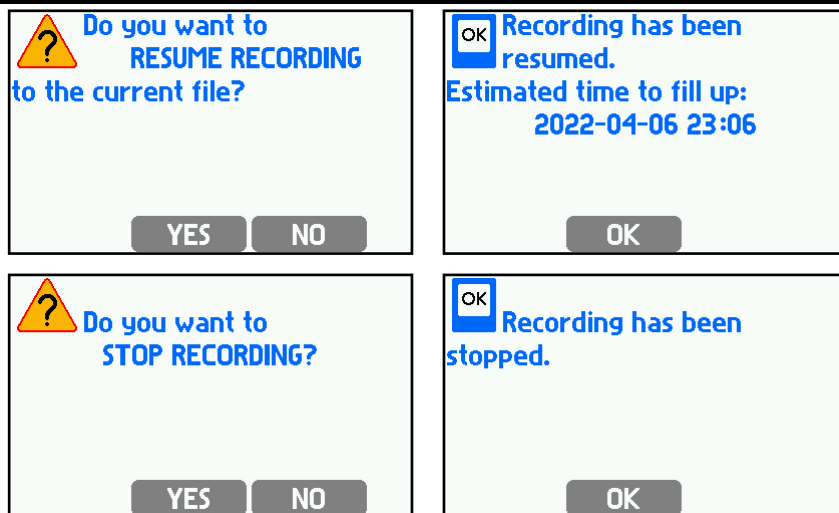 Do you want to
RESUME RECORDING
to the current file?
YES NO
OK Recording has been
resumed.
Estimated time to fill up:
2022-04-06 23:06
OK
? Do you want to
STOP RECORDING?
YES NO
OK
Recording has been
stopped.
OK